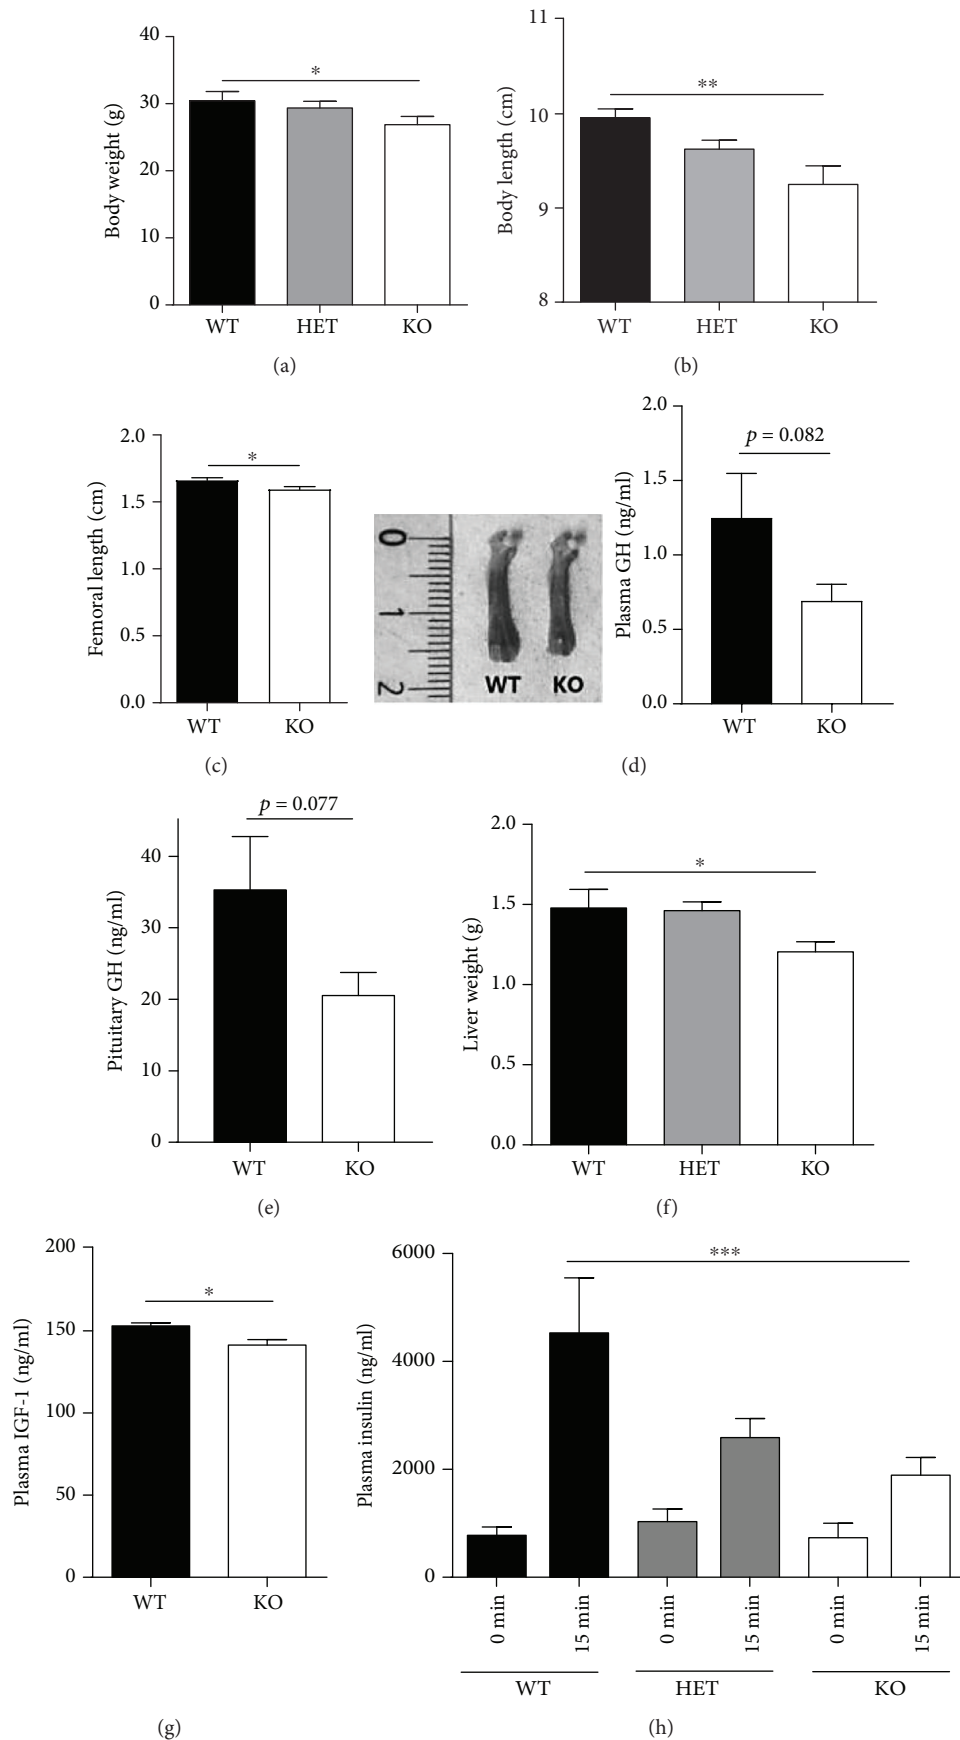 40
30
20
10
0
Body weight (g)
*
WT HET KO
(a)
11
10
9
8
Body length (cm)
**
WT HET KO
(b)
2.0
1.5
1.0
0.5
0.0
Femoral length (cm)
*
WT KO
0
1
2
WT KO
(c)
2.0
1.5
1.0
0.5
0.0
Plasma GH (ng/ml)
p = 0.082
WT KO
(d)
40
30
20
10
0
Pituitary GH (ng/ml)
p = 0.077
WT KO
(e)
2.0
1.5
1.0
0.5
0.0
Liver weight (g)
*
WT HET KO
(f)
200
150
100
50
0
Plasma IGF-1 (ng/ml)
*
WT KO
(g)
6000
4000
2000
0
Plasma insulin (ng/ml)
***
0 min 15 min 0 min 15 min 0 min 15 min
WT HET KO
(h)